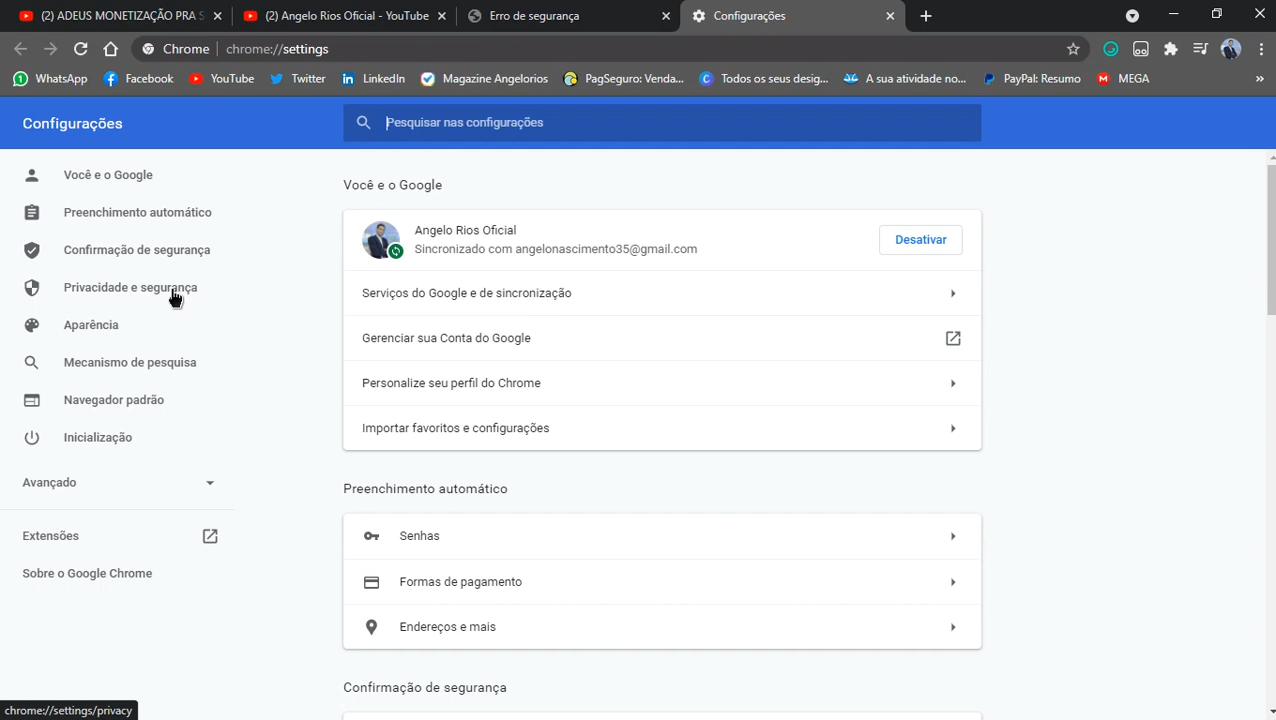 (2) ADEUS MONETIZAÇÃO PRA S
(2) Angelo Rios Oficial - YouTube
Erro de segurança
Configurações
Chrome
chrome://settings
WhatsApp
Facebook
YouTube
Twitter
LinkedIn
Magazine Angelorios
PagSeguro: Venda...
Todos os seus desig...
A sua atividade no...
PayPal: Resumo
MEGA
»
Configurações
Pesquisar nas configurações
Você e o Google
Preenchimento automático
Confirmação de segurança
Privacidade e segurança
Aparência
Mecanismo de pesquisa
Navegador padrão
Inicialização
Avançado
Extensões
Sobre o Google Chrome
Você e o Google
Angelo Rios Oficial
Sincronizado com angelonascimento35@gmail.com
Desativar
Serviços do Google e de sincronização
Gerenciar sua Conta do Google
Personalize seu perfil do Chrome
Importar favoritos e configurações
Preenchimento automático
Senhas
Formas de pagamento
Endereços e mais
Confirmação de segurança
chrome://settings/privacy